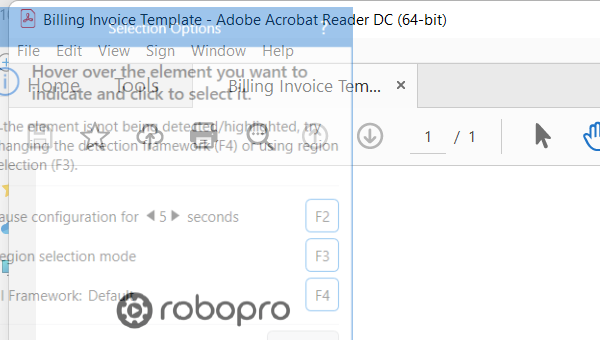 Billing Invoice Template - Adobe Acrobat Reader DC (64-bit)
Selection Options ?
File Edit View Sign Window Help
Hover over the element you want to
indicate and click to select it.
Home Tools Billing Invoice Tem... ×
the element is not being detected/highlighted, try
hanging the detection framework (F4) or using region
election (F3).
1 / 1
ause configuration for 5 seconds F2
egion selection mode F3
I Framework: Default F4
robopro